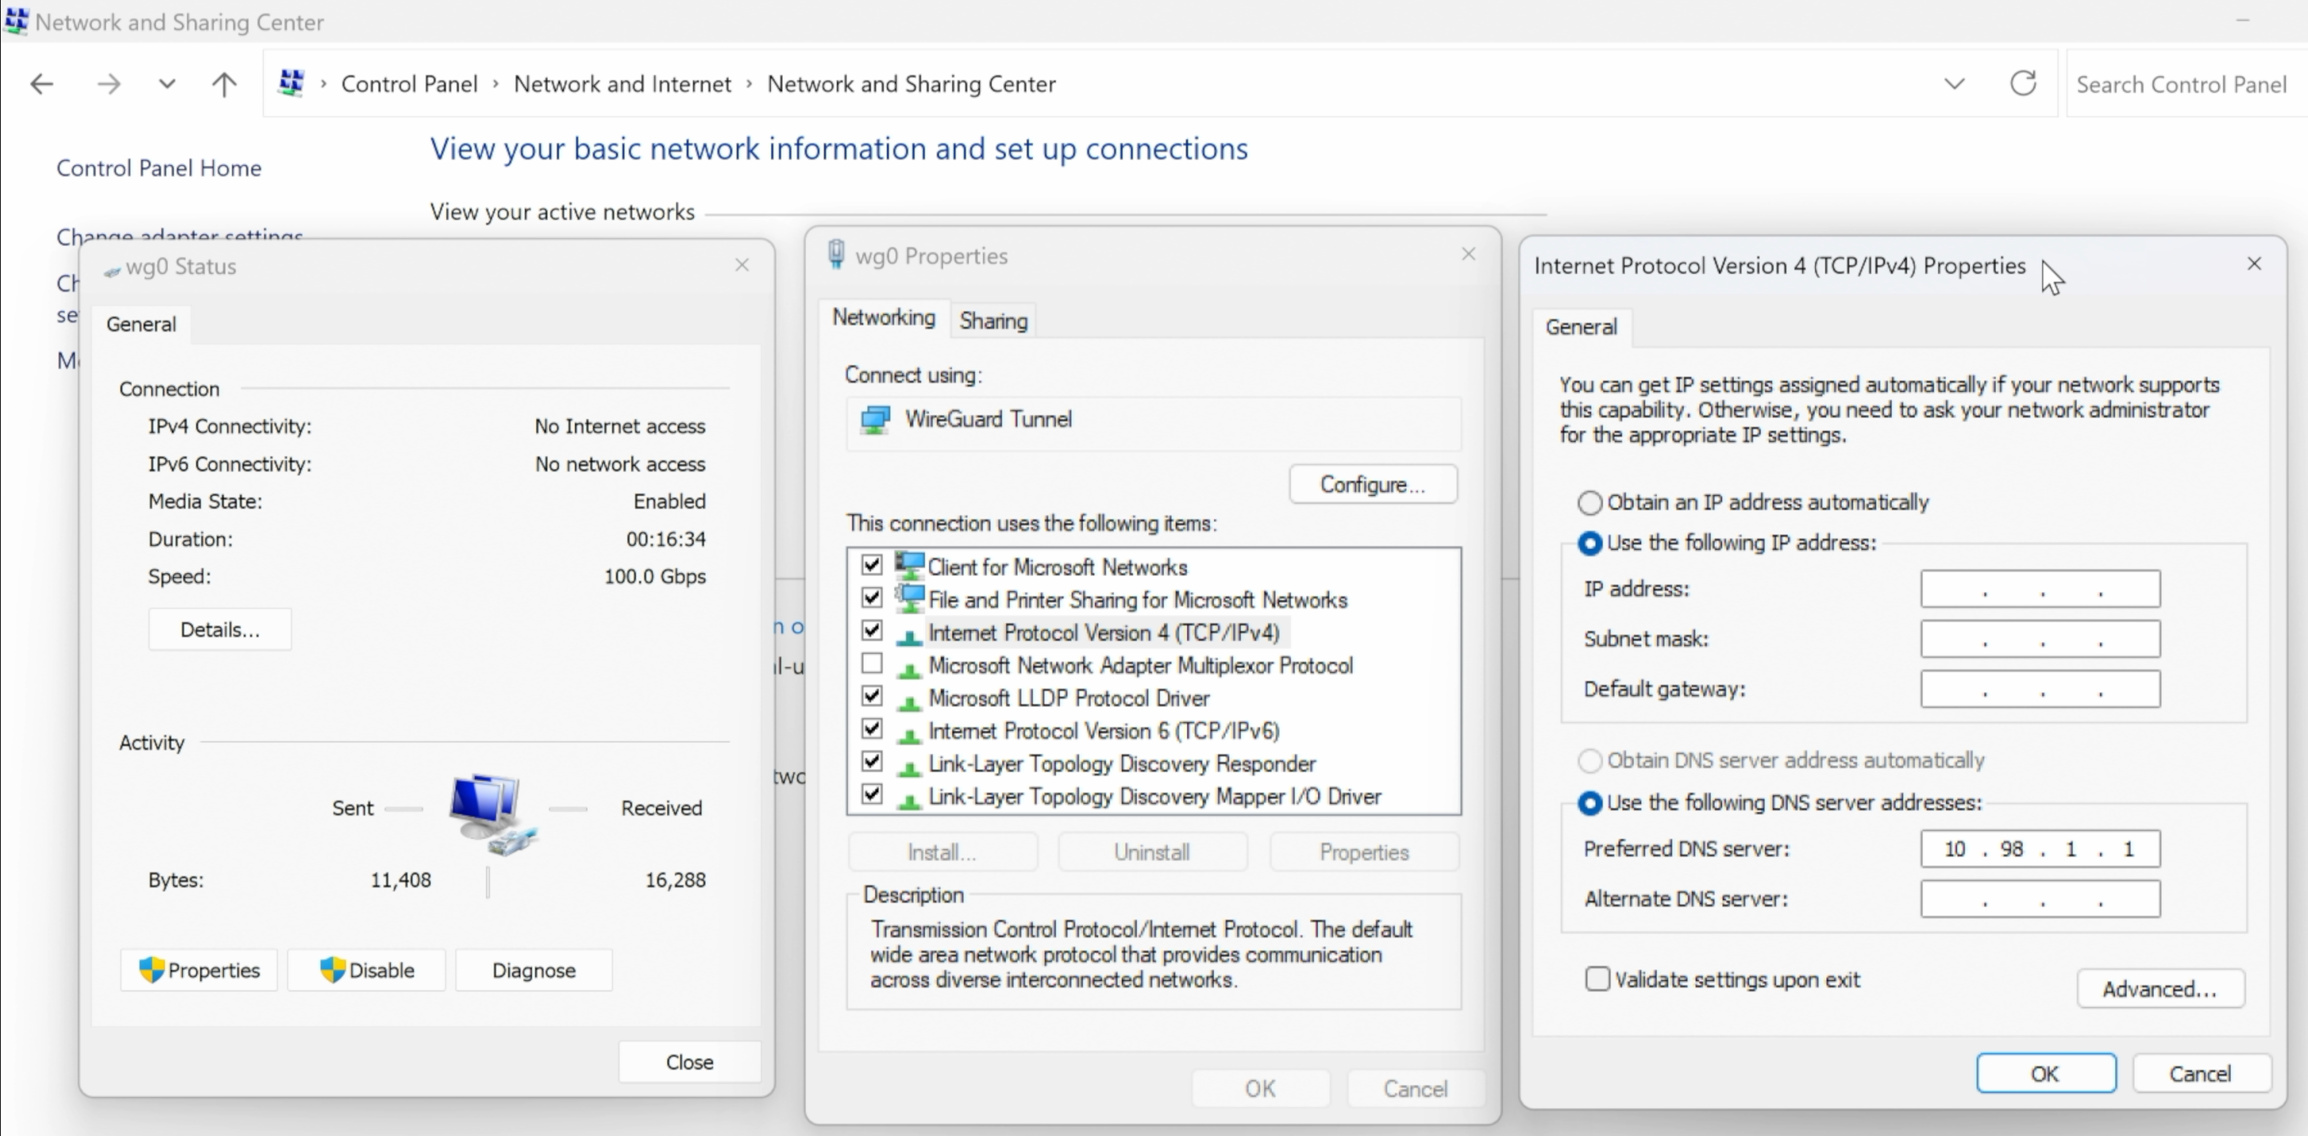 Network and Sharing Center
Control Panel › Network and Internet › Network and Sharing Center
Search Control Panel
Control Panel Home
View your basic network information and set up connections
View your active networks
Change adapter settings
Ch
se
M
wg0 Status
General
Connection
IPv4 Connectivity: No Internet access
IPv6 Connectivity: No network access
Media State: Enabled
Duration: 00:16:34
Speed: 100.0 Gbps
Details...
Activity
Sent Received
Bytes: 11,408 16,288
Properties Disable Diagnose
Close
n o
l-u
twc
wg0 Properties
Networking Sharing
Connect using:
WireGuard Tunnel
Configure...
This connection uses the following items:
Client for Microsoft Networks
File and Printer Sharing for Microsoft Networks
Internet Protocol Version 4 (TCP/IPv4)
Microsoft Network Adapter Multiplexor Protocol
Microsoft LLDP Protocol Driver
Internet Protocol Version 6 (TCP/IPv6)
Link-Layer Topology Discovery Responder
Link-Layer Topology Discovery Mapper I/O Driver
Install... Uninstall Properties
Description
Transmission Control Protocol/Internet Protocol. The default
wide area network protocol that provides communication
across diverse interconnected networks.
OK Cancel
Internet Protocol Version 4 (TCP/IPv4) Properties
General
You can get IP settings assigned automatically if your network supports
this capability. Otherwise, you need to ask your network administrator
for the appropriate IP settings.
Obtain an IP address automatically
Use the following IP address:
IP address: . . .
Subnet mask: . . .
Default gateway: . . .
Obtain DNS server address automatically
Use the following DNS server addresses:
Preferred DNS server: 10 . 98 . 1 . 1
Alternate DNS server: . . .
Validate settings upon exit
Advanced...
OK Cancel